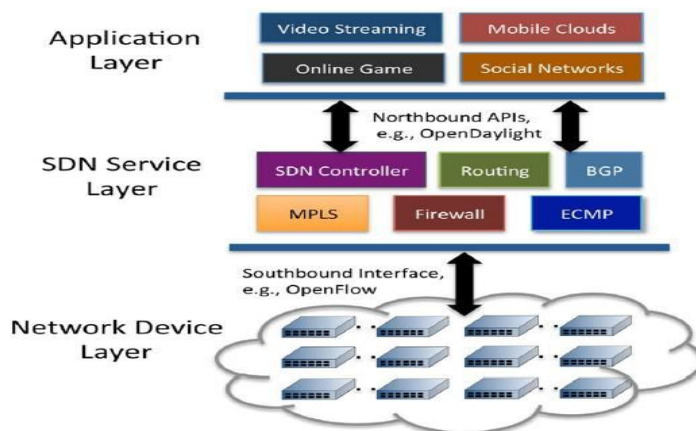 Application
Layer
Video Streaming
Mobile Clouds
Online Game
Social Networks
Northbound APIs,
e.g., OpenDaylight
SDN Service
Layer
SDN Controller
Routing
BGP
MPLS
Firewall
ECMP
Southbound Interface,
e.g., OpenFlow
Network Device
Layer